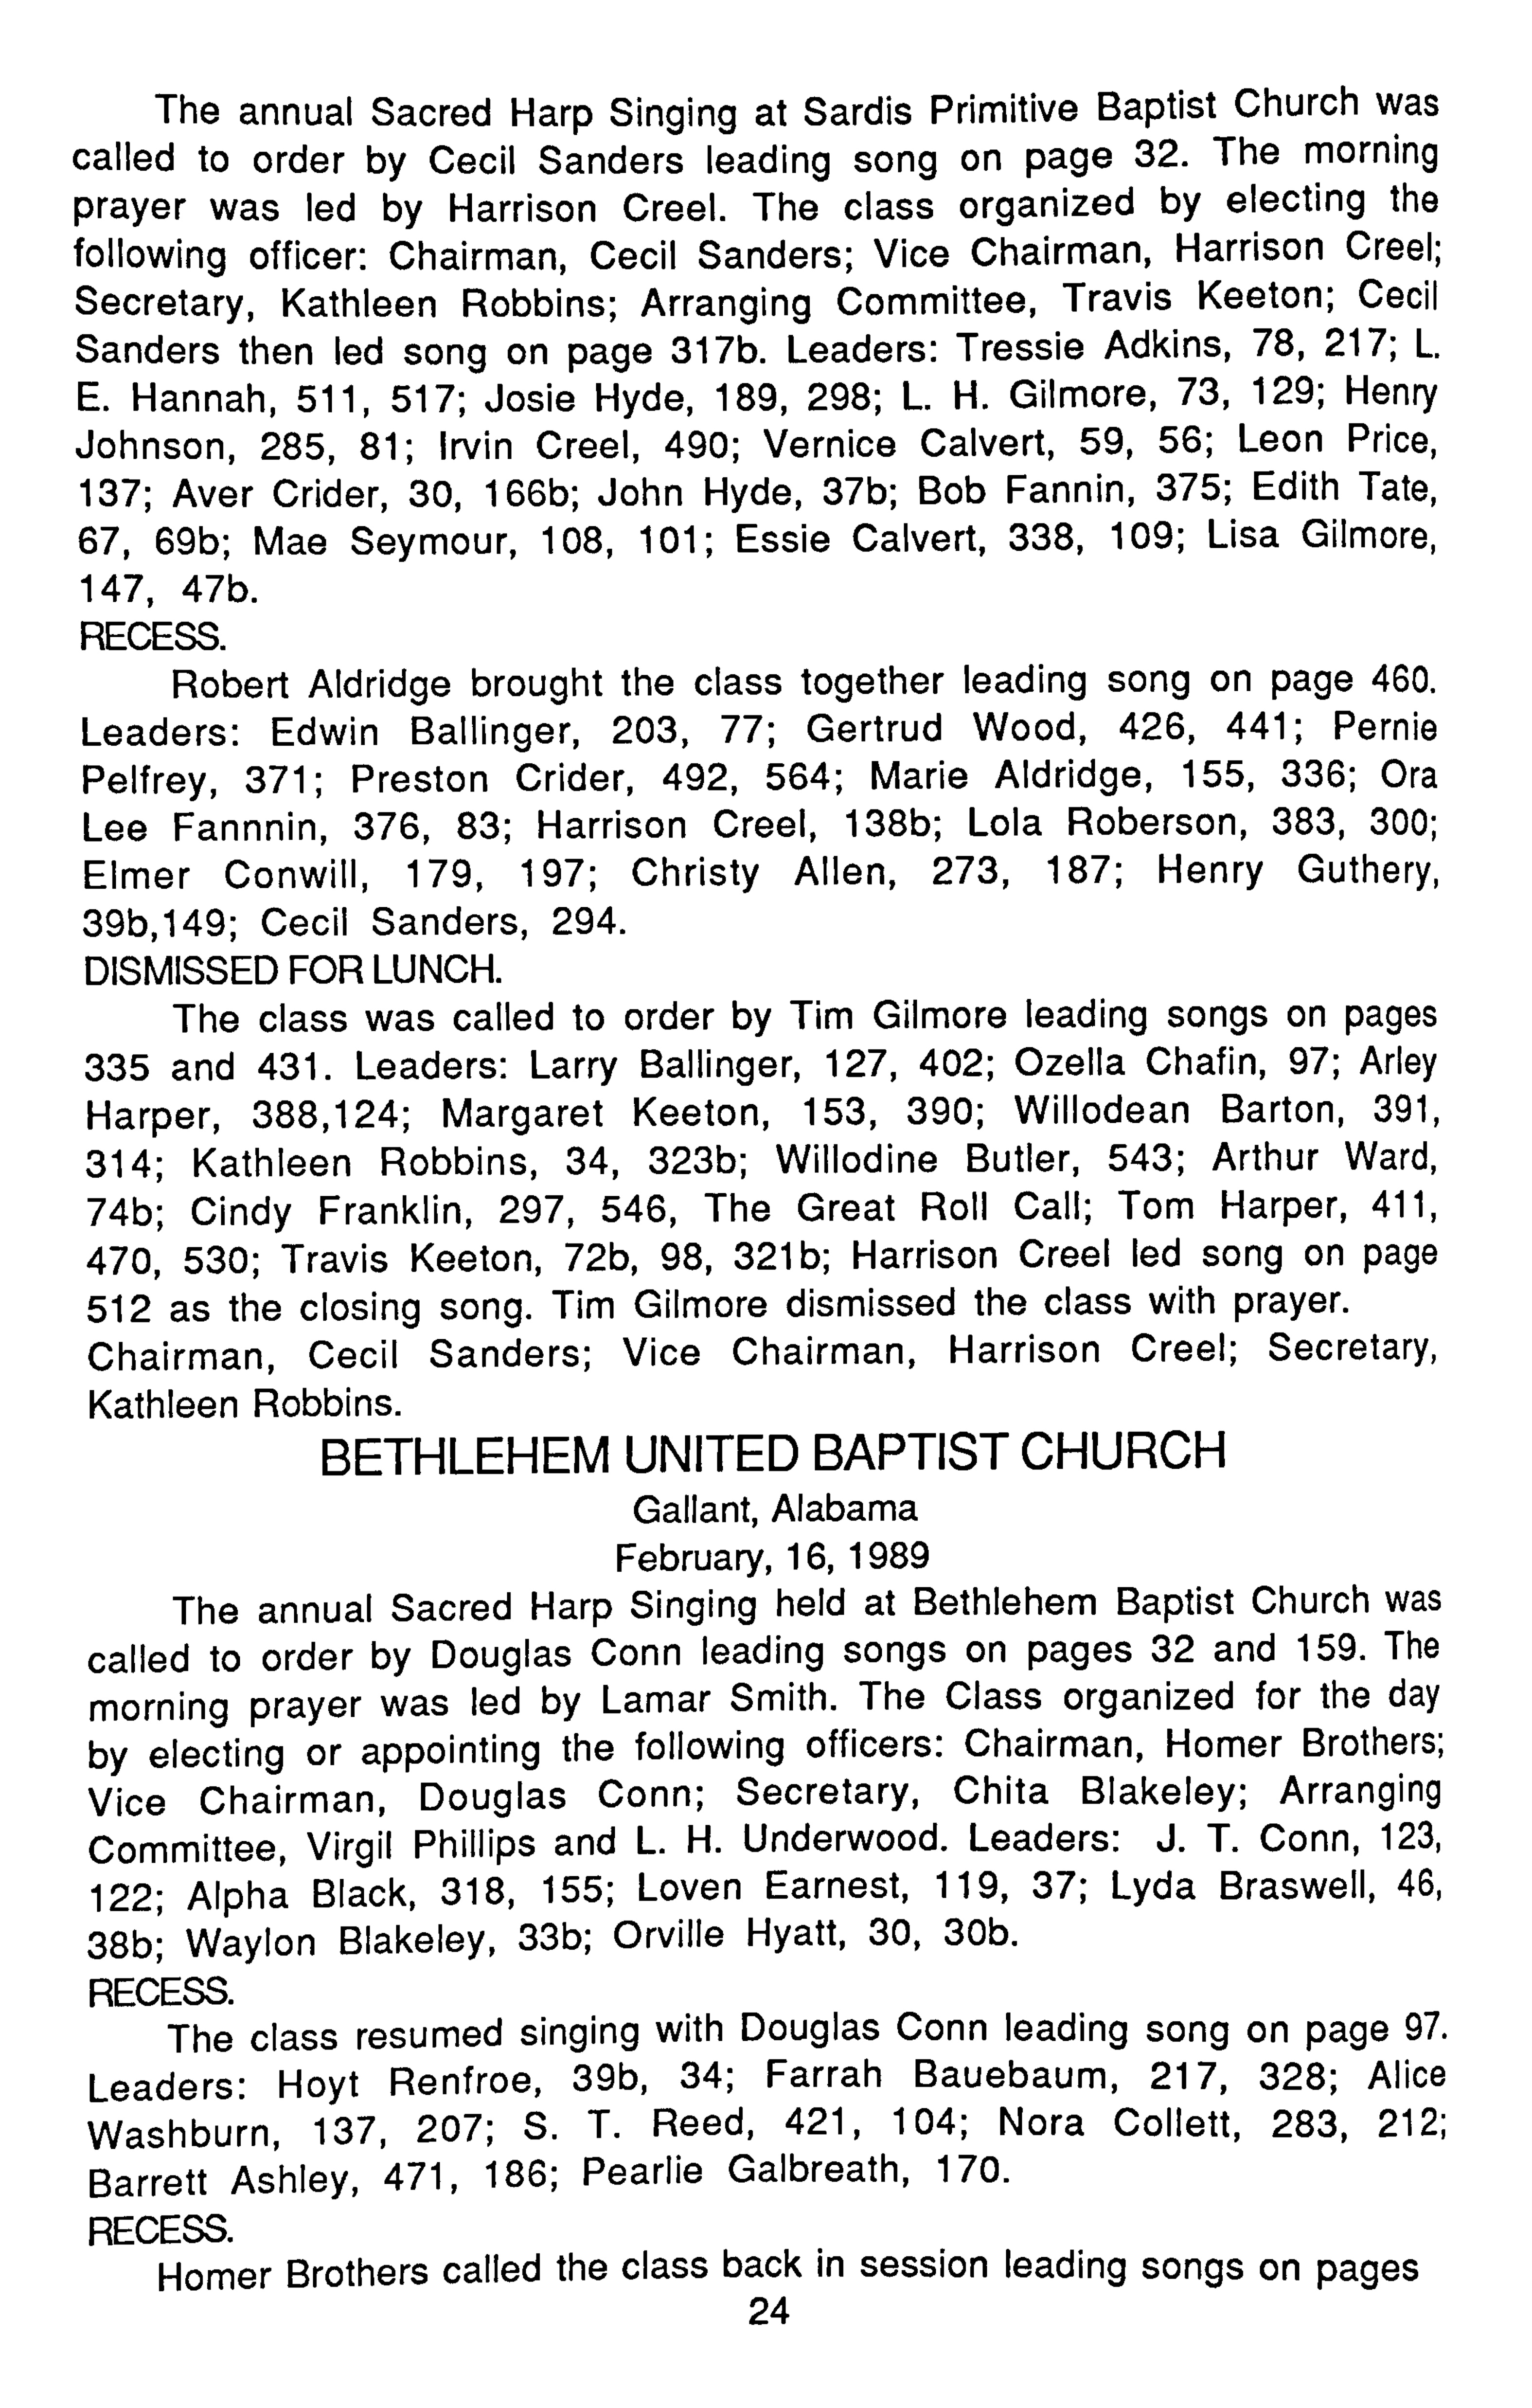 The annual Sacred Harp Singing at Sardis Primitive Baptist Church was
called to order by Cecil Sanders leading song on page 32. The morning
prayer was led by Harrison Creel. The class organized by electing the
following officer: Chairman, Cecil Sanders; Vice Chairman, Harrison Creel;
Secretary, Kathleen Robbins; Arranging Committee, Travis Keeton; Cecil
Sanders then led song on page 317b. Leaders: Tressie Adkins, 78, 217; L.
E. Hannah, 511, 517; Josie Hyde, 189, 298; L. H. Gilmore, 73, 129; Henry
Johnson, 285, 81; Irvin Creel, 490; Vernice Calvert, 59, 56; Leon Price,
137; Aver Crider, 30, 166b; John Hyde, 37b; Bob Fannin, 375; Edith Tate,
67, 69b; Mae Seymour, 108, 101; Essie Calvert, 338, 109; Lisa Gilmore,
147, 47b.
RECESS.
Robert Aldridge brought the class together leading song on page 460.
Leaders: Edwin Ballinger, 203, 77; Gertrud Wood, 426, 441; Pernie
Pelfrey, 371; Preston Crider, 492, 564; Marie Aldridge, 155, 336; Ora
Lee Fannnin, 376, 83; Harrison Creel, 138b; Lola Roberson, 383, 300;
Elmer Conwill, 179, 197; Christy Allen, 273, 187; Henry Guthery,
39b,149; Cecil Sanders, 294.
DISMISSED FOR LUNCH.
The class was called to order by Tim Gilmore leading songs on pages
335 and 431. Leaders: Larry Ballinger, 127, 402; Ozella Chafin, 97; Arley
Harper, 388,124; Margaret Keeton, 153, 390; Willodean Barton, 391,
314; Kathleen Robbins, 34, 323b; Willodine Butler, 543; Arthur Ward,
74b; Cindy Franklin, 297, 546, The Great Roll Call; Tom Harper, 411,
470, 530; Travis Keeton, 72b, 98, 321b; Harrison Creel led song on page
512 as the closing song. Tim Gilmore dismissed the class with prayer.
Chairman, Cecil Sanders; Vice Chairman, Harrison Creel; Secretary,
Kathleen Robbins.
BETHLEHEM UNITED BAPTIST CHURCH
Gallant, Alabama
February, 16, 1989
The annual Sacred Harp Singing held at Bethlehem Baptist Church was
called to order by Douglas Conn leading songs on pages 32 and 159. The
morning prayer was led by Lamar Smith. The Class organized for the day
by electing or appointing the following officers: Chairman, Homer Brothers;
Vice Chairman, Douglas Conn; Secretary, Chita Blakeley; Arranging
Committee, Virgil Phillips and L. H. Underwood. Leaders: J. T. Conn, 123,
122; Alpha Black, 318, 155; Loven Earnest, 119, 37; Lyda Braswell, 46,
38b; Waylon Blakeley, 33b; Orville Hyatt, 30, 30b.
RECESS.
The class resumed singing with Douglas Conn leading song on page 97.
Leaders: Hoyt Renfroe, 39b, 34; Farrah Bauebaum, 217, 328; Alice
Washburn, 137, 207; S. T. Reed, 421, 104; Nora Collett, 283, 212;
Barrett Ashley, 471, 186; Pearlie Galbreath, 170.
RECESS.
Homer Brothers called the class back in session leading songs on pages
24